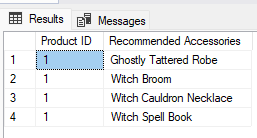 Results Messages
Product ID Recommended Accessories
1 1 Ghostly Tattered Robe
2 1 Witch Broom
3 1 Witch Cauldron Necklace
4 1 Witch Spell Book